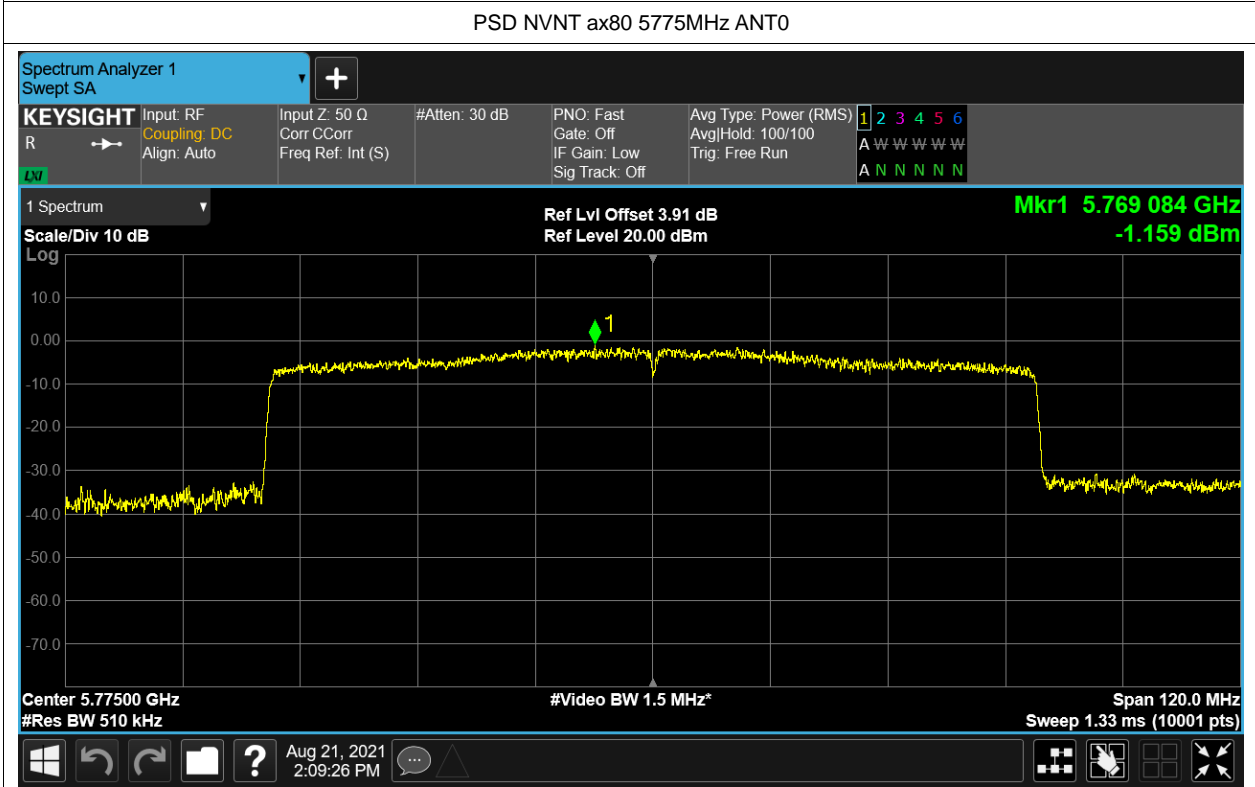 PSD NVNT ax80 5775MHz ANT0
Spectrum Analyzer 1
Swept SA
KEYSIGHT
R
LXI
Input: RF
Coupling: DC
Align: Auto
Input Z: 50 Ω
Corr CCorr
Freq Ref: Int (S)
#Atten: 30 dB
PNO: Fast
Gate: Off
IF Gain: Low
Sig Track: Off
Avg Type: Power (RMS)
Avg|Hold: 100/100
Trig: Free Run
1 2 3 4 5 6
A W W W W W
A N N N N N
1 Spectrum
Scale/Div 10 dB
Log
Ref Lvl Offset 3.91 dB
Ref Level 20.00 dBm
Mkr1 5.769 084 GHz
-1.159 dBm
10.0
0.00
-10.0
-20.0
-30.0
-40.0
-50.0
-60.0
-70.0
1
Center 5.77500 GHz
#Res BW 510 kHz
#Video BW 1.5 MHz*
Span 120.0 MHz
Sweep 1.33 ms (10001 pts)
?
Aug 21, 2021
2:09:26 PM